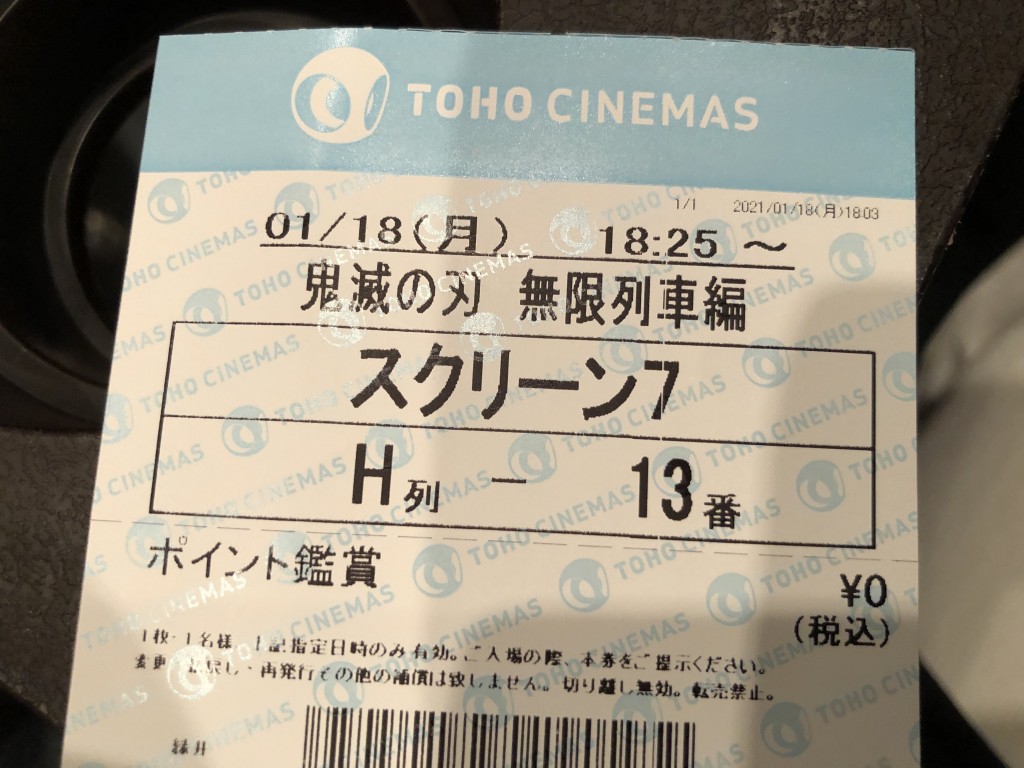 TOHO CINEMAS
1/1 2021/01/18(月)18:03
01/18(月) 18:25 ～
鬼滅の刃 無限列車編
スクリーン7
H列 － 13番
ポイント鑑賞
¥0
(税込)
1枚・1名様 上記指定日時のみ有効。ご入場の際、本券をご提示ください。
変更・払戻し・再発行その他の補償は致しません。切り離し無効。転売禁止。
緑井